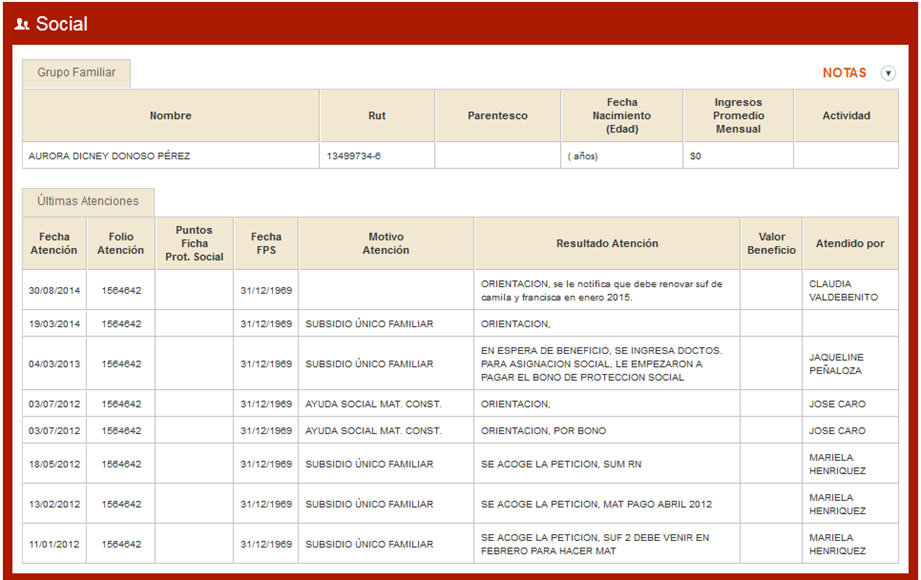 Social
Grupo Familiar
NOTAS
Nombre Rut Parentesco Fecha Nacimiento (Edad) Ingresos Promedio Mensual Actividad
AURORA DICNEY DONOSO PÉREZ 13499734-6 ( años) $0
Últimas Atenciones
Fecha Atención Folio Atención Puntos Ficha Prot. Social Fecha FPS Motivo Atención Resultado Atención Valor Beneficio Atendido por
30/08/2014 1564642 31/12/1969 ORIENTACION, se le notifica que debe renovar suf de camila y francisca en enero 2015. CLAUDIA VALDEBENITO
19/03/2014 1564642 31/12/1969 SUBSIDIO ÚNICO FAMILIAR ORIENTACION,
04/03/2013 1564642 31/12/1969 SUBSIDIO ÚNICO FAMILIAR EN ESPERA DE BENEFICIO, SE INGRESA DOCTOS. PARA ASIGNACION SOCIAL, LE EMPEZARON A PAGAR EL BONO DE PROTECCION SOCIAL JAQUELINE PEÑALOZA
03/07/2012 1564642 31/12/1969 AYUDA SOCIAL MAT. CONST. ORIENTACION, JOSE CARO
03/07/2012 1564642 31/12/1969 AYUDA SOCIAL MAT. CONST. ORIENTACION, POR BONO JOSE CARO
18/05/2012 1564642 31/12/1969 SUBSIDIO ÚNICO FAMILIAR SE ACOGE LA PETICION, SUM RN MARIELA HENRIQUEZ
13/02/2012 1564642 31/12/1969 SUBSIDIO ÚNICO FAMILIAR SE ACOGE LA PETICION, MAT PAGO ABRIL 2012 MARIELA HENRIQUEZ
11/01/2012 1564642 31/12/1969 SUBSIDIO ÚNICO FAMILIAR SE ACOGE LA PETICION, SUF 2 DEBE VENIR EN FEBRERO PARA HACER MAT MARIELA HENRIQUEZ